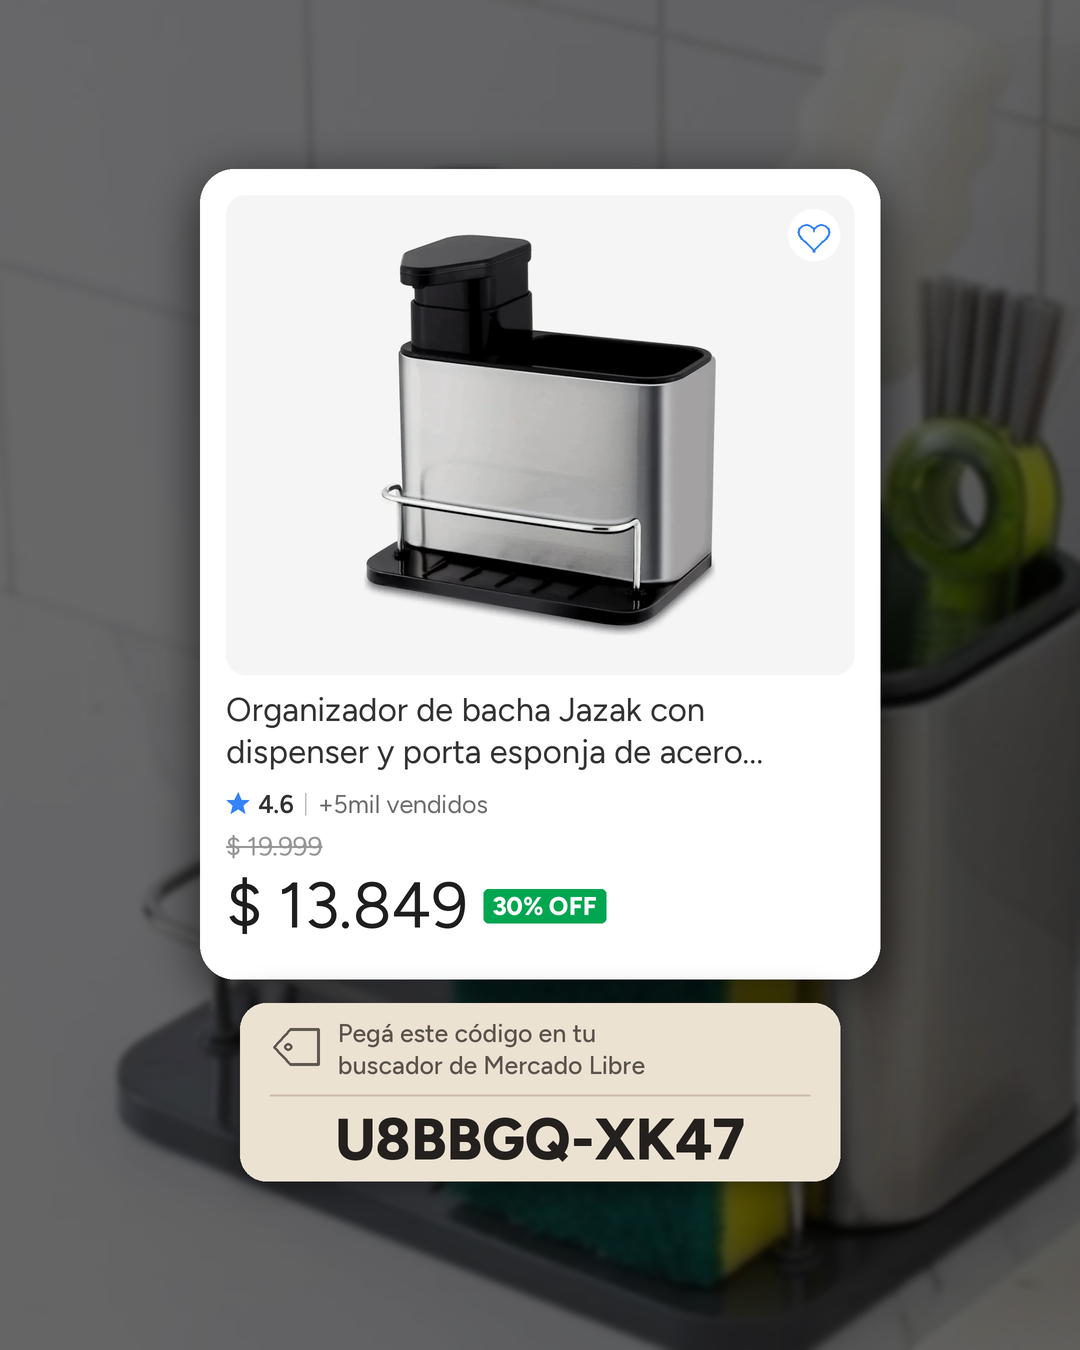 Organizador de bacha Jazak con
dispenser y porta esponja de acero...
4.6 | +5mil vendidos
$ 19.999
$ 13.849 30% OFF
Pegá este código en tu
buscador de Mercado Libre
U8BBGQ-XK47